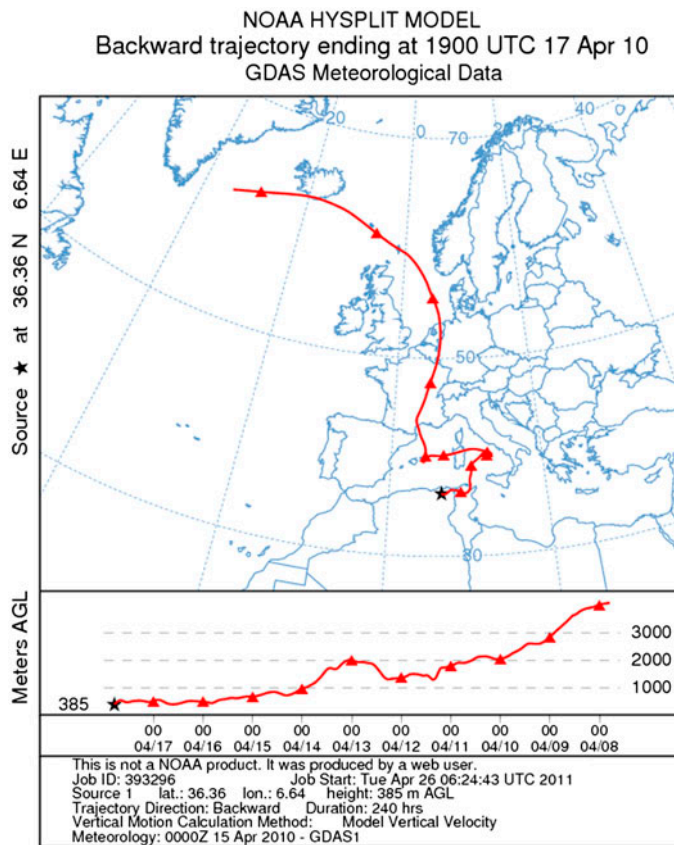 NOAA HYSPLIT MODEL
Backward trajectory ending at 1900 UTC 17 Apr 10
GDAS Meteorological Data
Source ★ at 36.36 N 6.64 E
20
0
70
40
50
30
Meters AGL
3000
2000
1000
385
00 00 00 00 00 00 00 00 00 00
04/17 04/16 04/15 04/14 04/13 04/12 04/11 04/10 04/09 04/08
This is not a NOAA product. It was produced by a web user.
Job ID: 393296 Job Start: Tue Apr 26 06:24:43 UTC 2011
Source 1 lat.: 36.36 lon.: 6.64 height: 385 m AGL
Trajectory Direction: Backward Duration: 240 hrs
Vertical Motion Calculation Method: Model Vertical Velocity
Meteorology: 0000Z 15 Apr 2010 - GDAS1